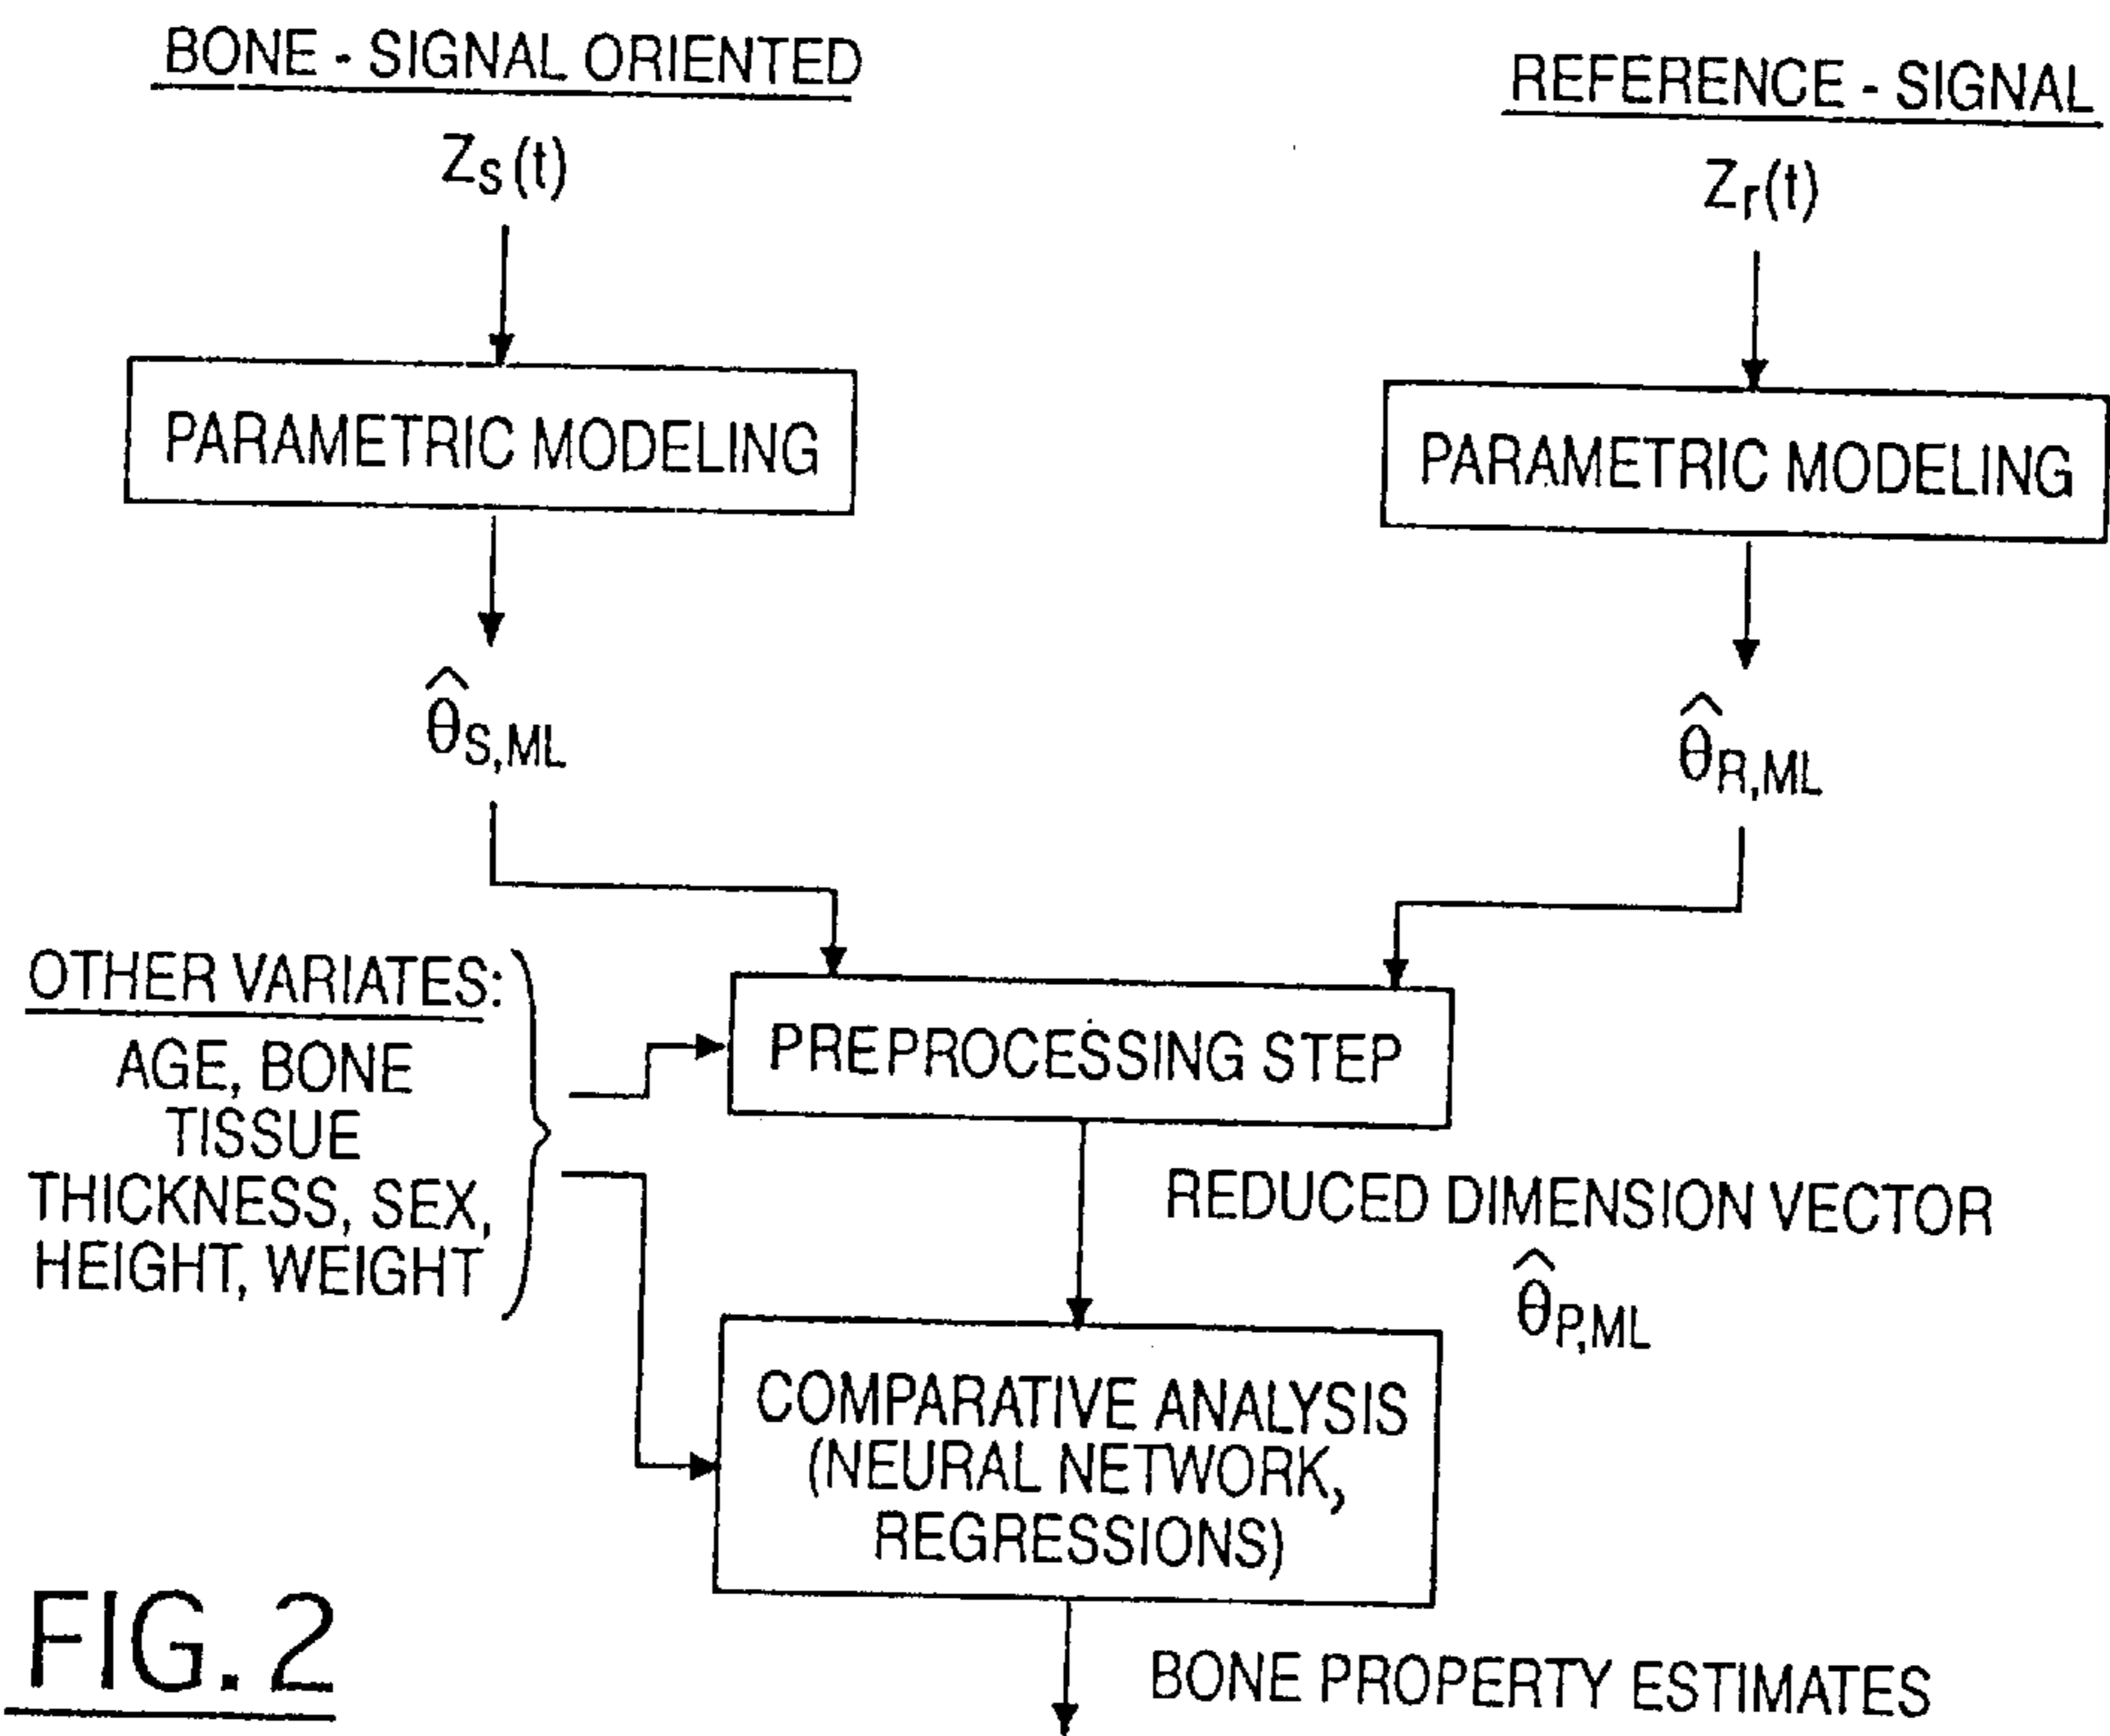 BONE - SIGNAL ORIENTED
Zs(t)
REFERENCE - SIGNAL
Zr(t)
PARAMETRIC MODELING
PARAMETRIC MODELING
θ̂S,ML
θ̂R,ML
OTHER VARIATES:
AGE, BONE
TISSUE
THICKNESS, SEX,
HEIGHT, WEIGHT
PREPROCESSING STEP
REDUCED DIMENSION VECTOR
θ̂P,ML
COMPARATIVE ANALYSIS
(NEURAL NETWORK,
REGRESSIONS)
BONE PROPERTY ESTIMATES
FIG. 2